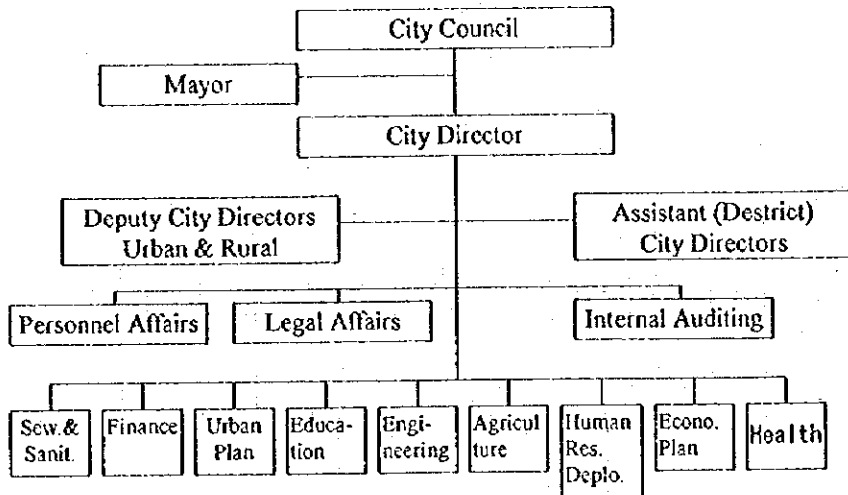 City Council
Mayor
City Director
Deputy City Directors
Urban & Rural
Assistant (Destrict)
City Directors
Personnel Affairs
Legal Affairs
Internal Auditing
Sew.&
Sanit.
Finance
Urban
Plan
Educa-
tion
Engi-
neering
Agricul
ture
Human
Res.
Deplo.
Econo.
Plan
Health